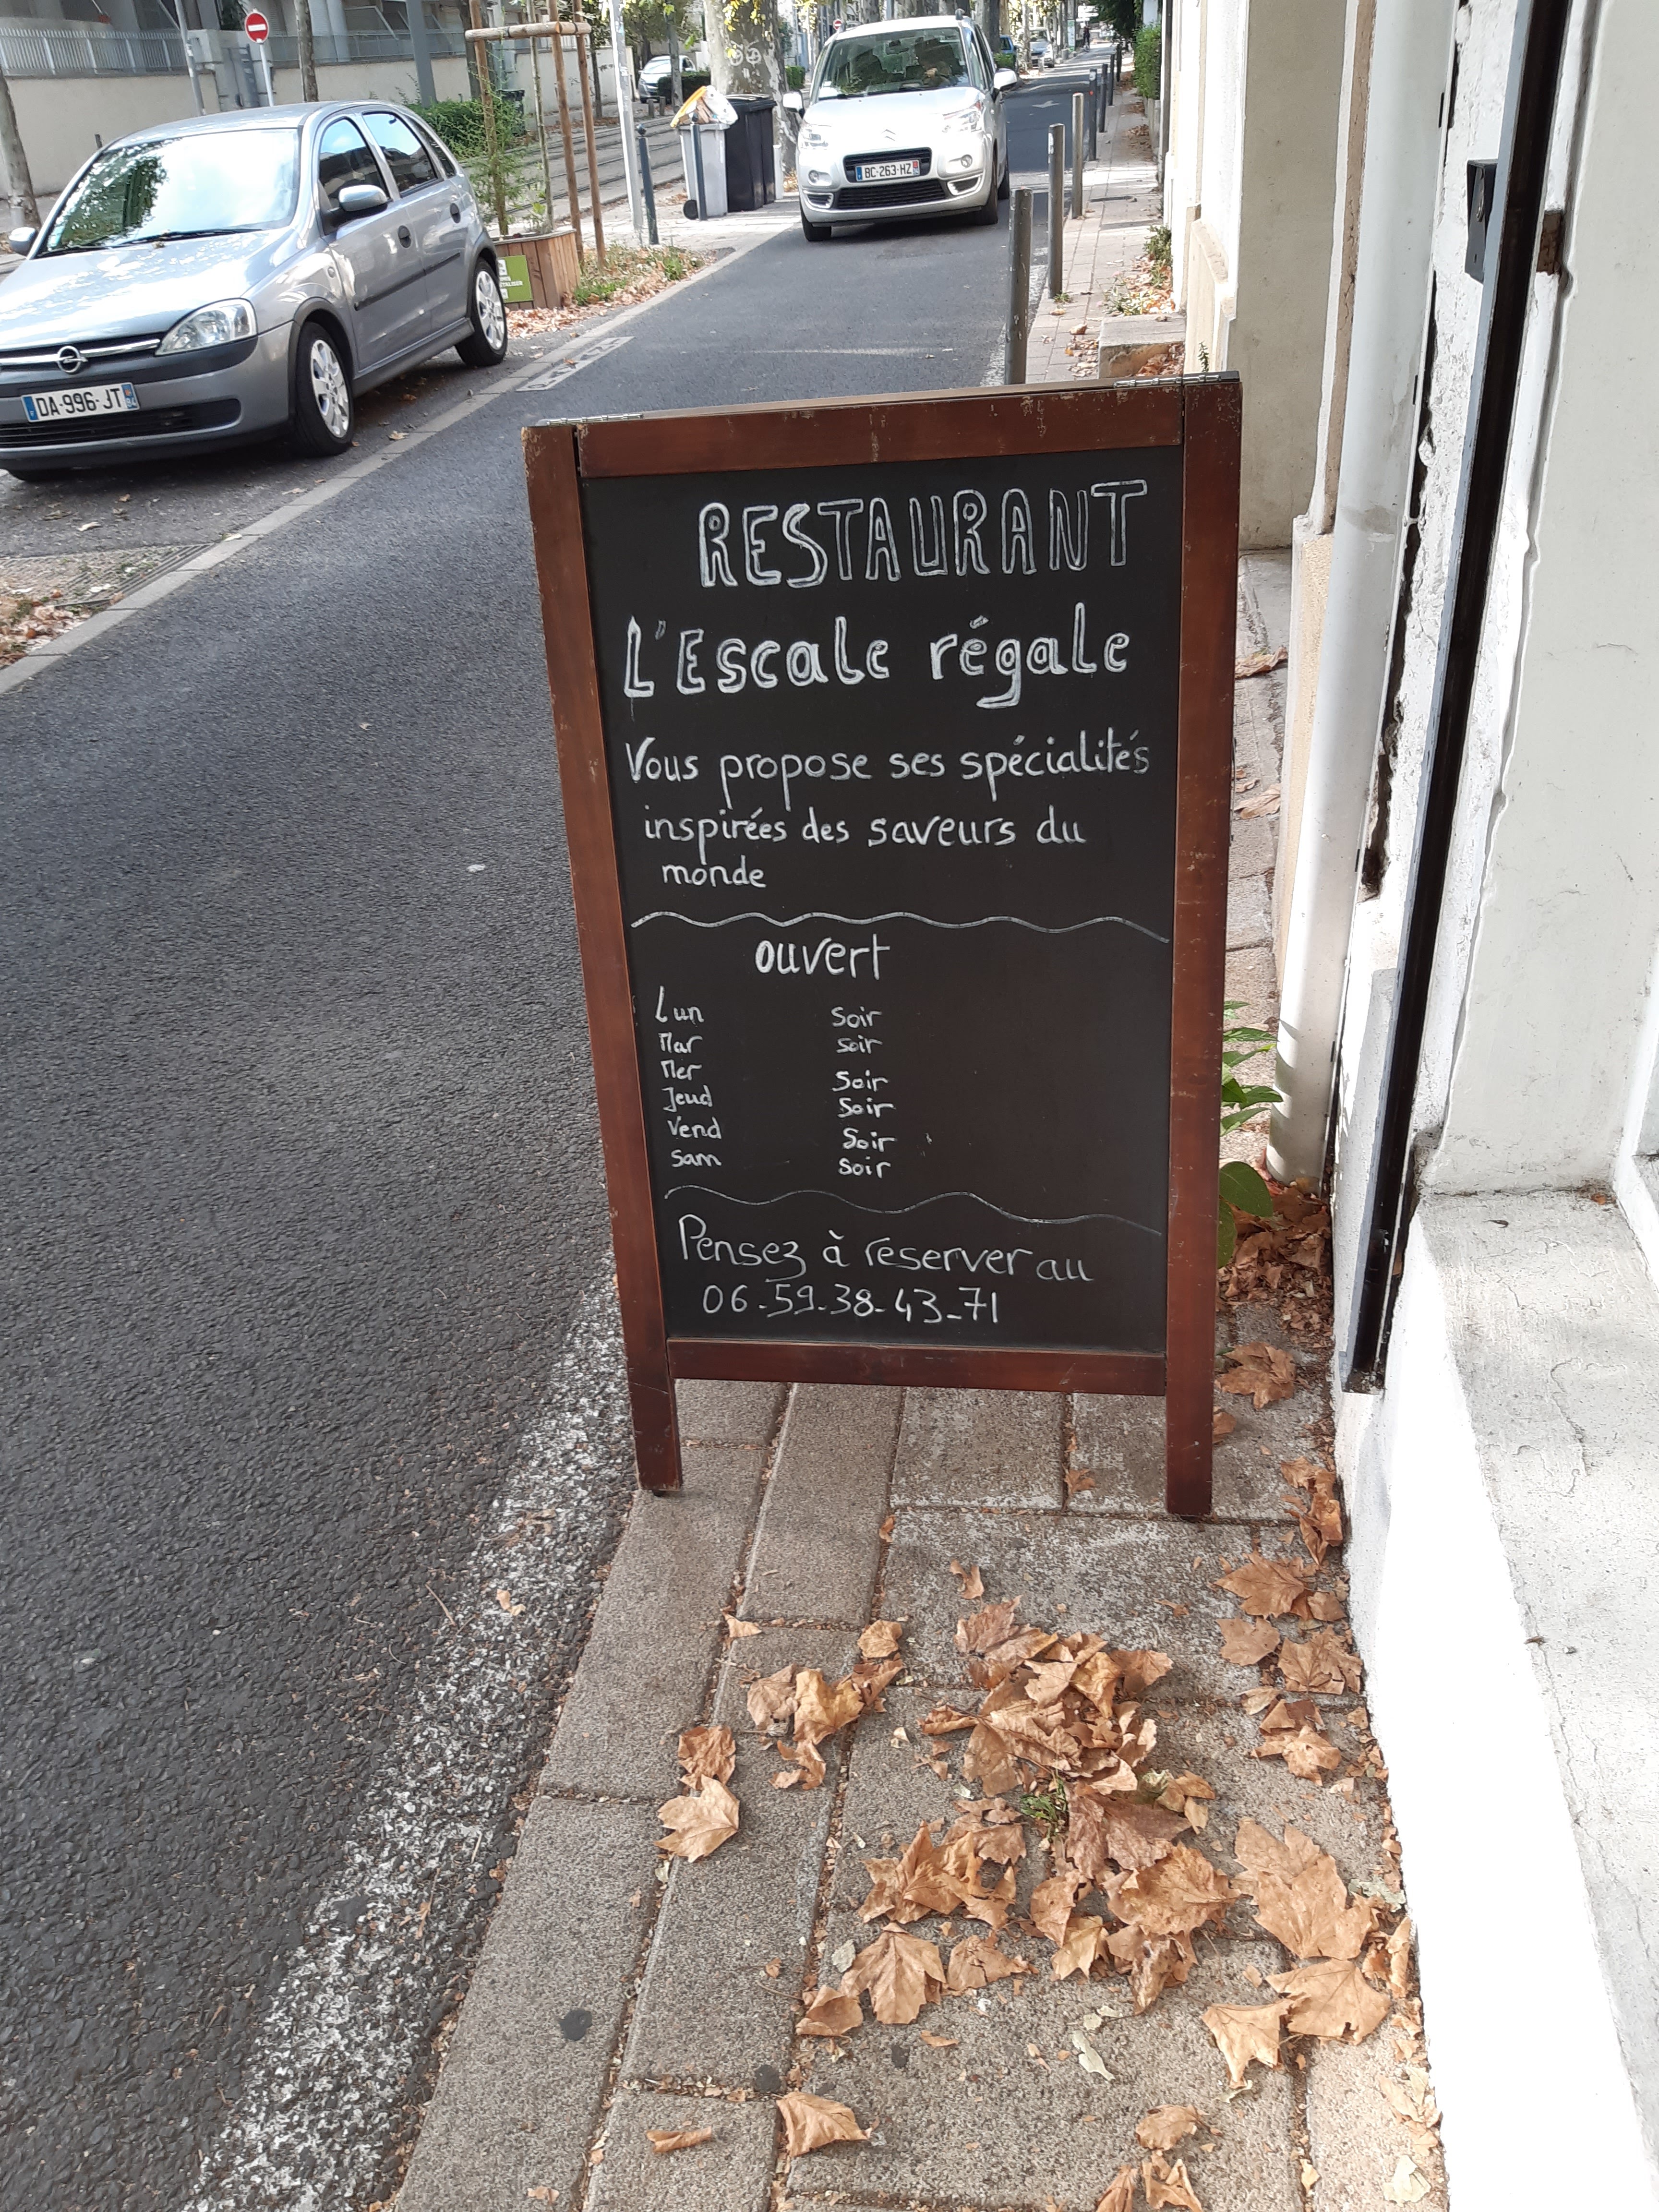 DA-996-JT
BC-263-HZ
RESTAURANT
L'Escale régale
Vous propose ses spécialités
inspirées des saveurs du
monde
ouvert
Lun Soir
Mar soir
Mer Soir
Jeud Soir
Vend Soir
Sam Soir
Pensez à réserver au
06-59-38-43-71